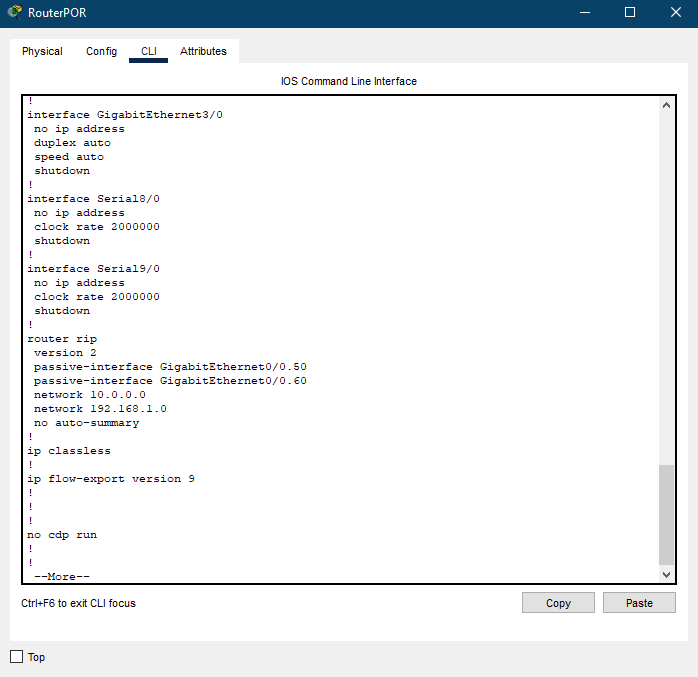 RouterPOR
Physical Config CLI Attributes
IOS Command Line Interface
!
interface GigabitEthernet3/0
 no ip address
 duplex auto
 speed auto
 shutdown
!
interface Serial8/0
 no ip address
 clock rate 2000000
 shutdown
!
interface Serial9/0
 no ip address
 clock rate 2000000
 shutdown
!
router rip
 version 2
 passive-interface GigabitEthernet0/0.50
 passive-interface GigabitEthernet0/0.60
 network 10.0.0.0
 network 192.168.1.0
 no auto-summary
!
ip classless
!
ip flow-export version 9
!
!
!
no cdp run
!
!
 --More--
Ctrl+F6 to exit CLI focus
Copy Paste
Top